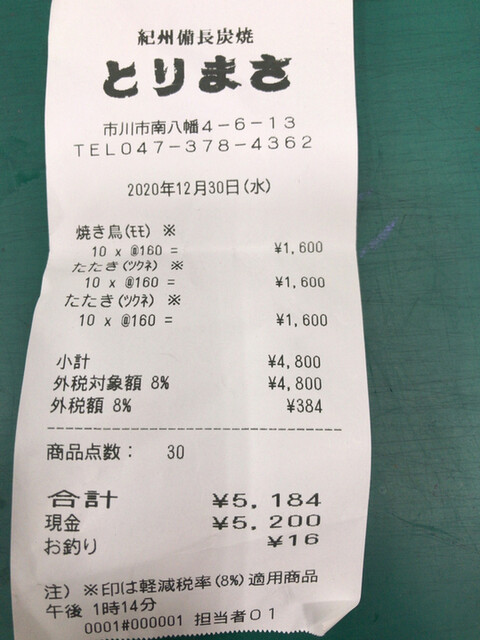 紀州備長炭焼
とりまさ
市川市南八幡4-6-13
TEL047-378-4362
2020年12月30日(水)
焼き鳥(モモ) ※
10 x @160 = ¥1,600
たたき(ツクネ) ※
10 x @160 = ¥1,600
たたき(ツクネ) ※
10 x @160 = ¥1,600
小計 ¥4,800
外税対象額 8% ¥4,800
外税額 8% ¥384
商品点数: 30
合計 ¥5,184
現金 ¥5,200
お釣り ¥16
注) ※印は軽減税率(8%)適用商品
午後 1時14分
0001#000001 担当者01